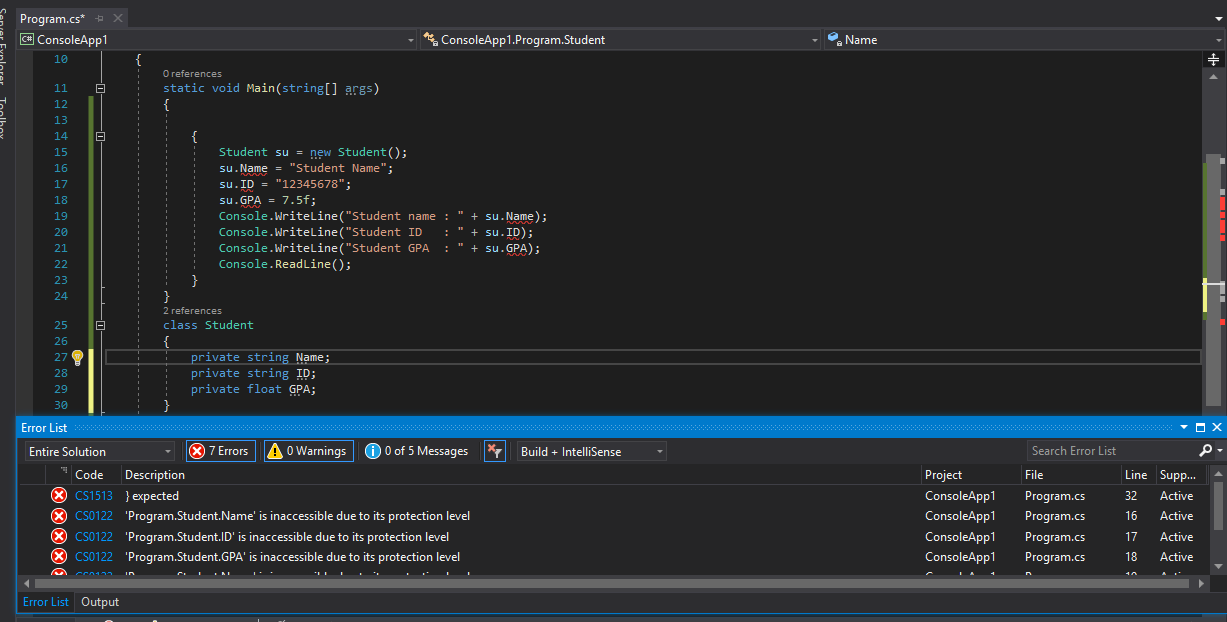 Program.cs*
Server Explorer
Toolbox
C# ConsoleApp1
ConsoleApp1.Program.Student
Name
10 {
0 references
11 static void Main(string[] args)
12 {
13
14 {
15 Student su = new Student();
16 su.Name = "Student Name";
17 su.ID = "12345678";
18 su.GPA = 7.5f;
19 Console.WriteLine("Student name : " + su.Name);
20 Console.WriteLine("Student ID   : " + su.ID);
21 Console.WriteLine("Student GPA  : " + su.GPA);
22 Console.ReadLine();
23 }
24 }
2 references
25 class Student
26 {
27 private string Name;
28 private string ID;
29 private float GPA;
30 }
Error List
Entire Solution 7 Errors 0 Warnings 0 of 5 Messages Build + IntelliSense Search Error List
Code Description Project File Line Supp...
CS1513 } expected ConsoleApp1 Program.cs 32 Active
CS0122 'Program.Student.Name' is inaccessible due to its protection level ConsoleApp1 Program.cs 16 Active
CS0122 'Program.Student.ID' is inaccessible due to its protection level ConsoleApp1 Program.cs 17 Active
CS0122 'Program.Student.GPA' is inaccessible due to its protection level ConsoleApp1 Program.cs 18 Active
Error List Output